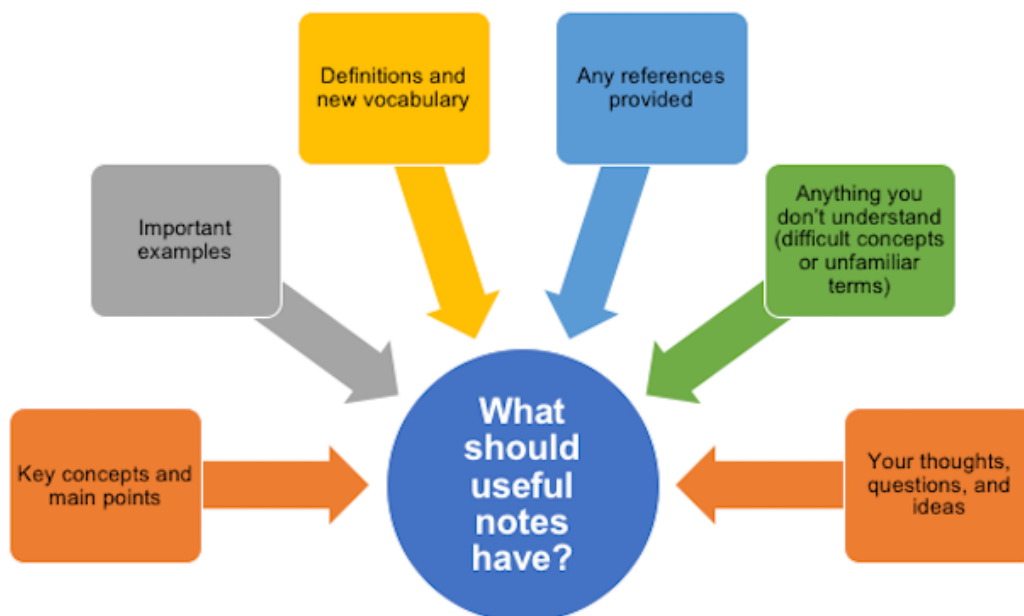 Definitions and
new vocabulary
Any references
provided
Important
examples
Anything you
don't understand
(difficult concepts
or unfamiliar
terms)
Key concepts and
main points
What
should
useful
notes
have?
Your thoughts,
questions, and
ideas